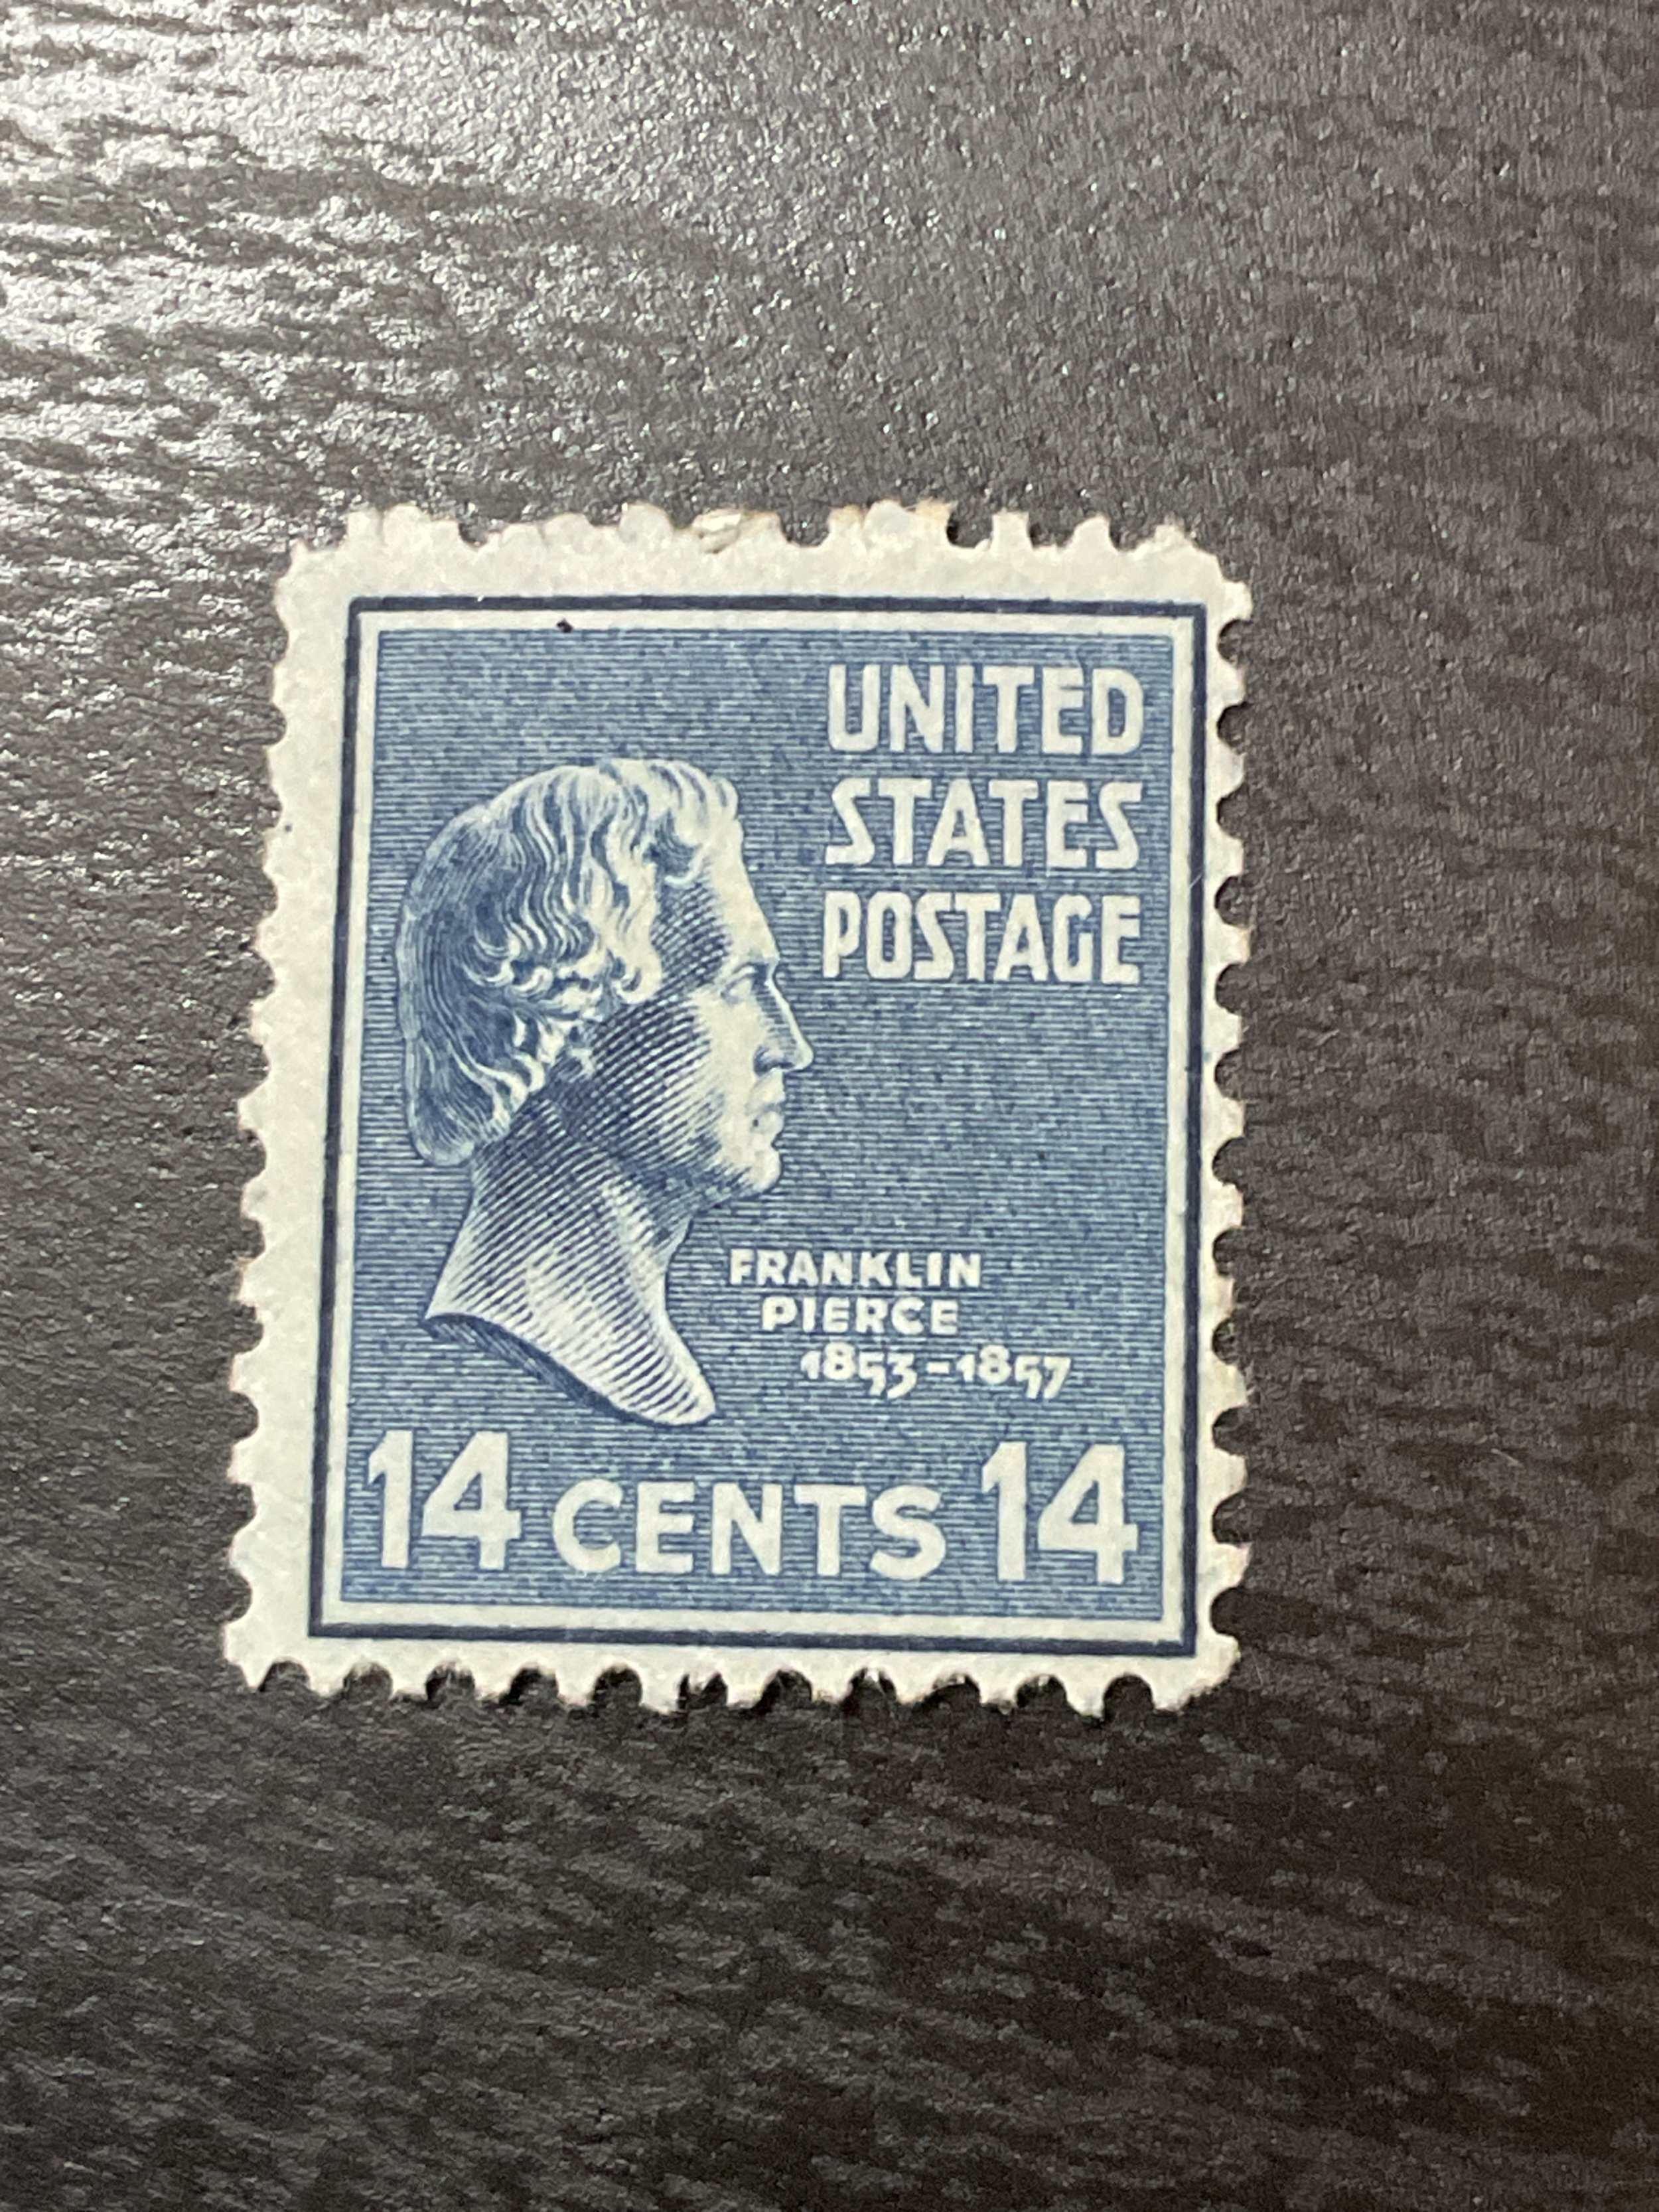 UNITED
STATES
POSTAGE
FRANKLIN
PIERCE
1853-1857
14 CENTS 14